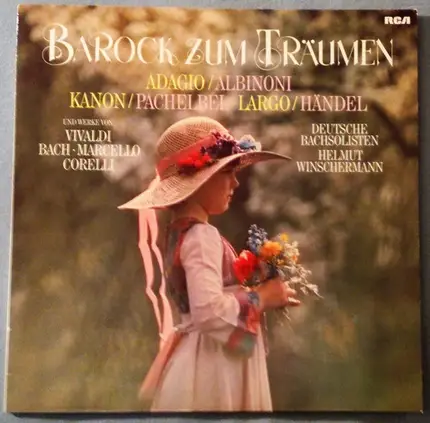 RCA
BAROCK ZUM TRÄUMEN
ADAGIO/ALBINONI
KANON/PACHELBEL LARGO/HÄNDEL
UND WERKE VON
VIVALDI
BACH · MARCELLO
CORELLI
DEUTSCHE
BACHSOLISTEN
HELMUT
WINSCHERMANN